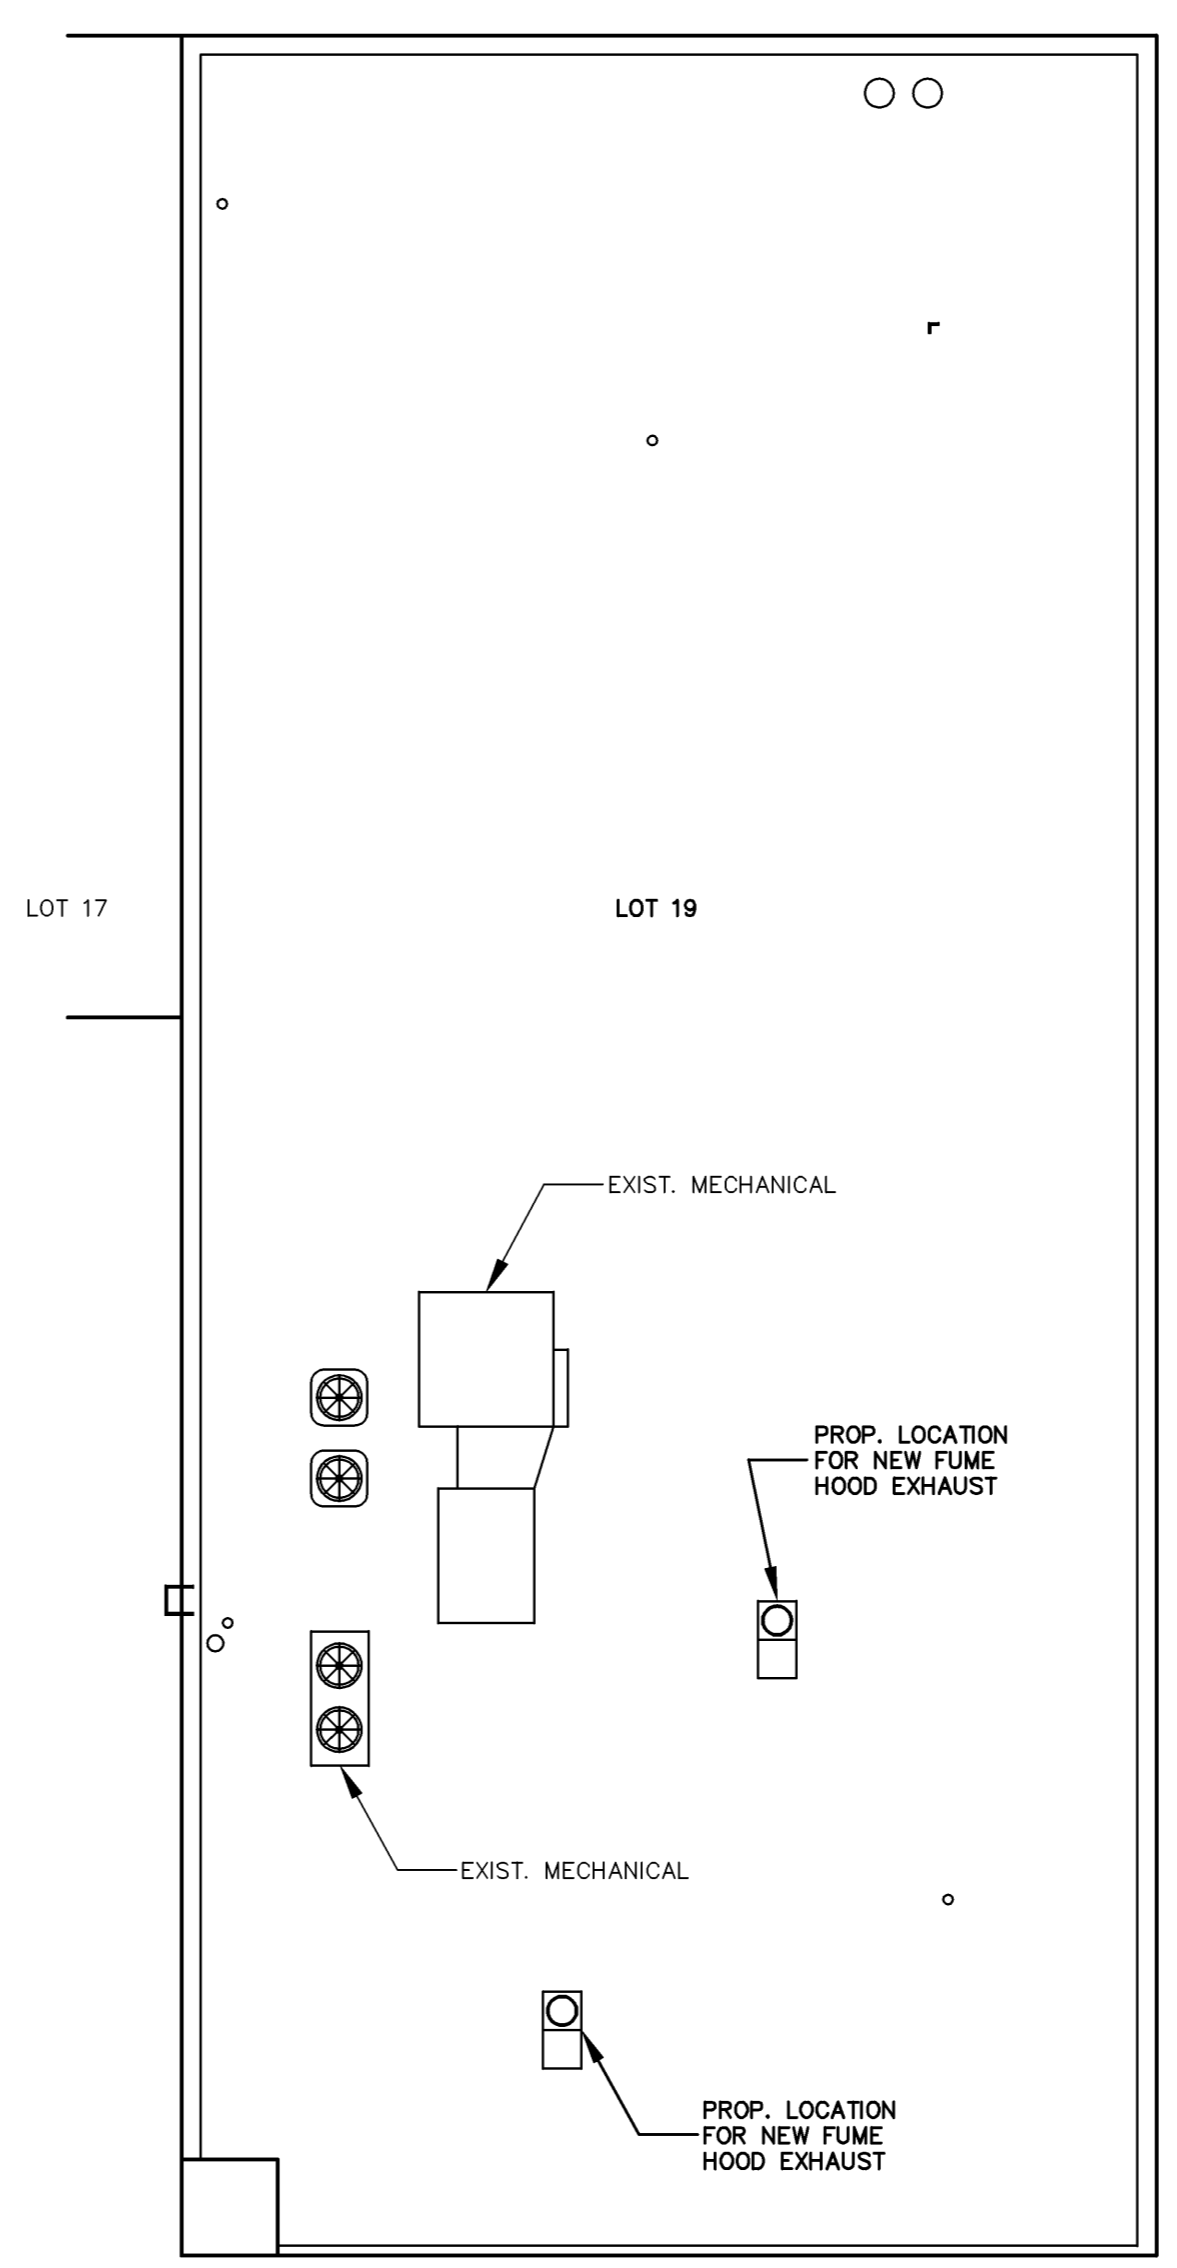 LOT 17
LOT 19
EXIST. MECHANICAL
PROP. LOCATION
FOR NEW FUME
HOOD EXHAUST
EXIST. MECHANICAL
PROP. LOCATION
FOR NEW FUME
HOOD EXHAUST